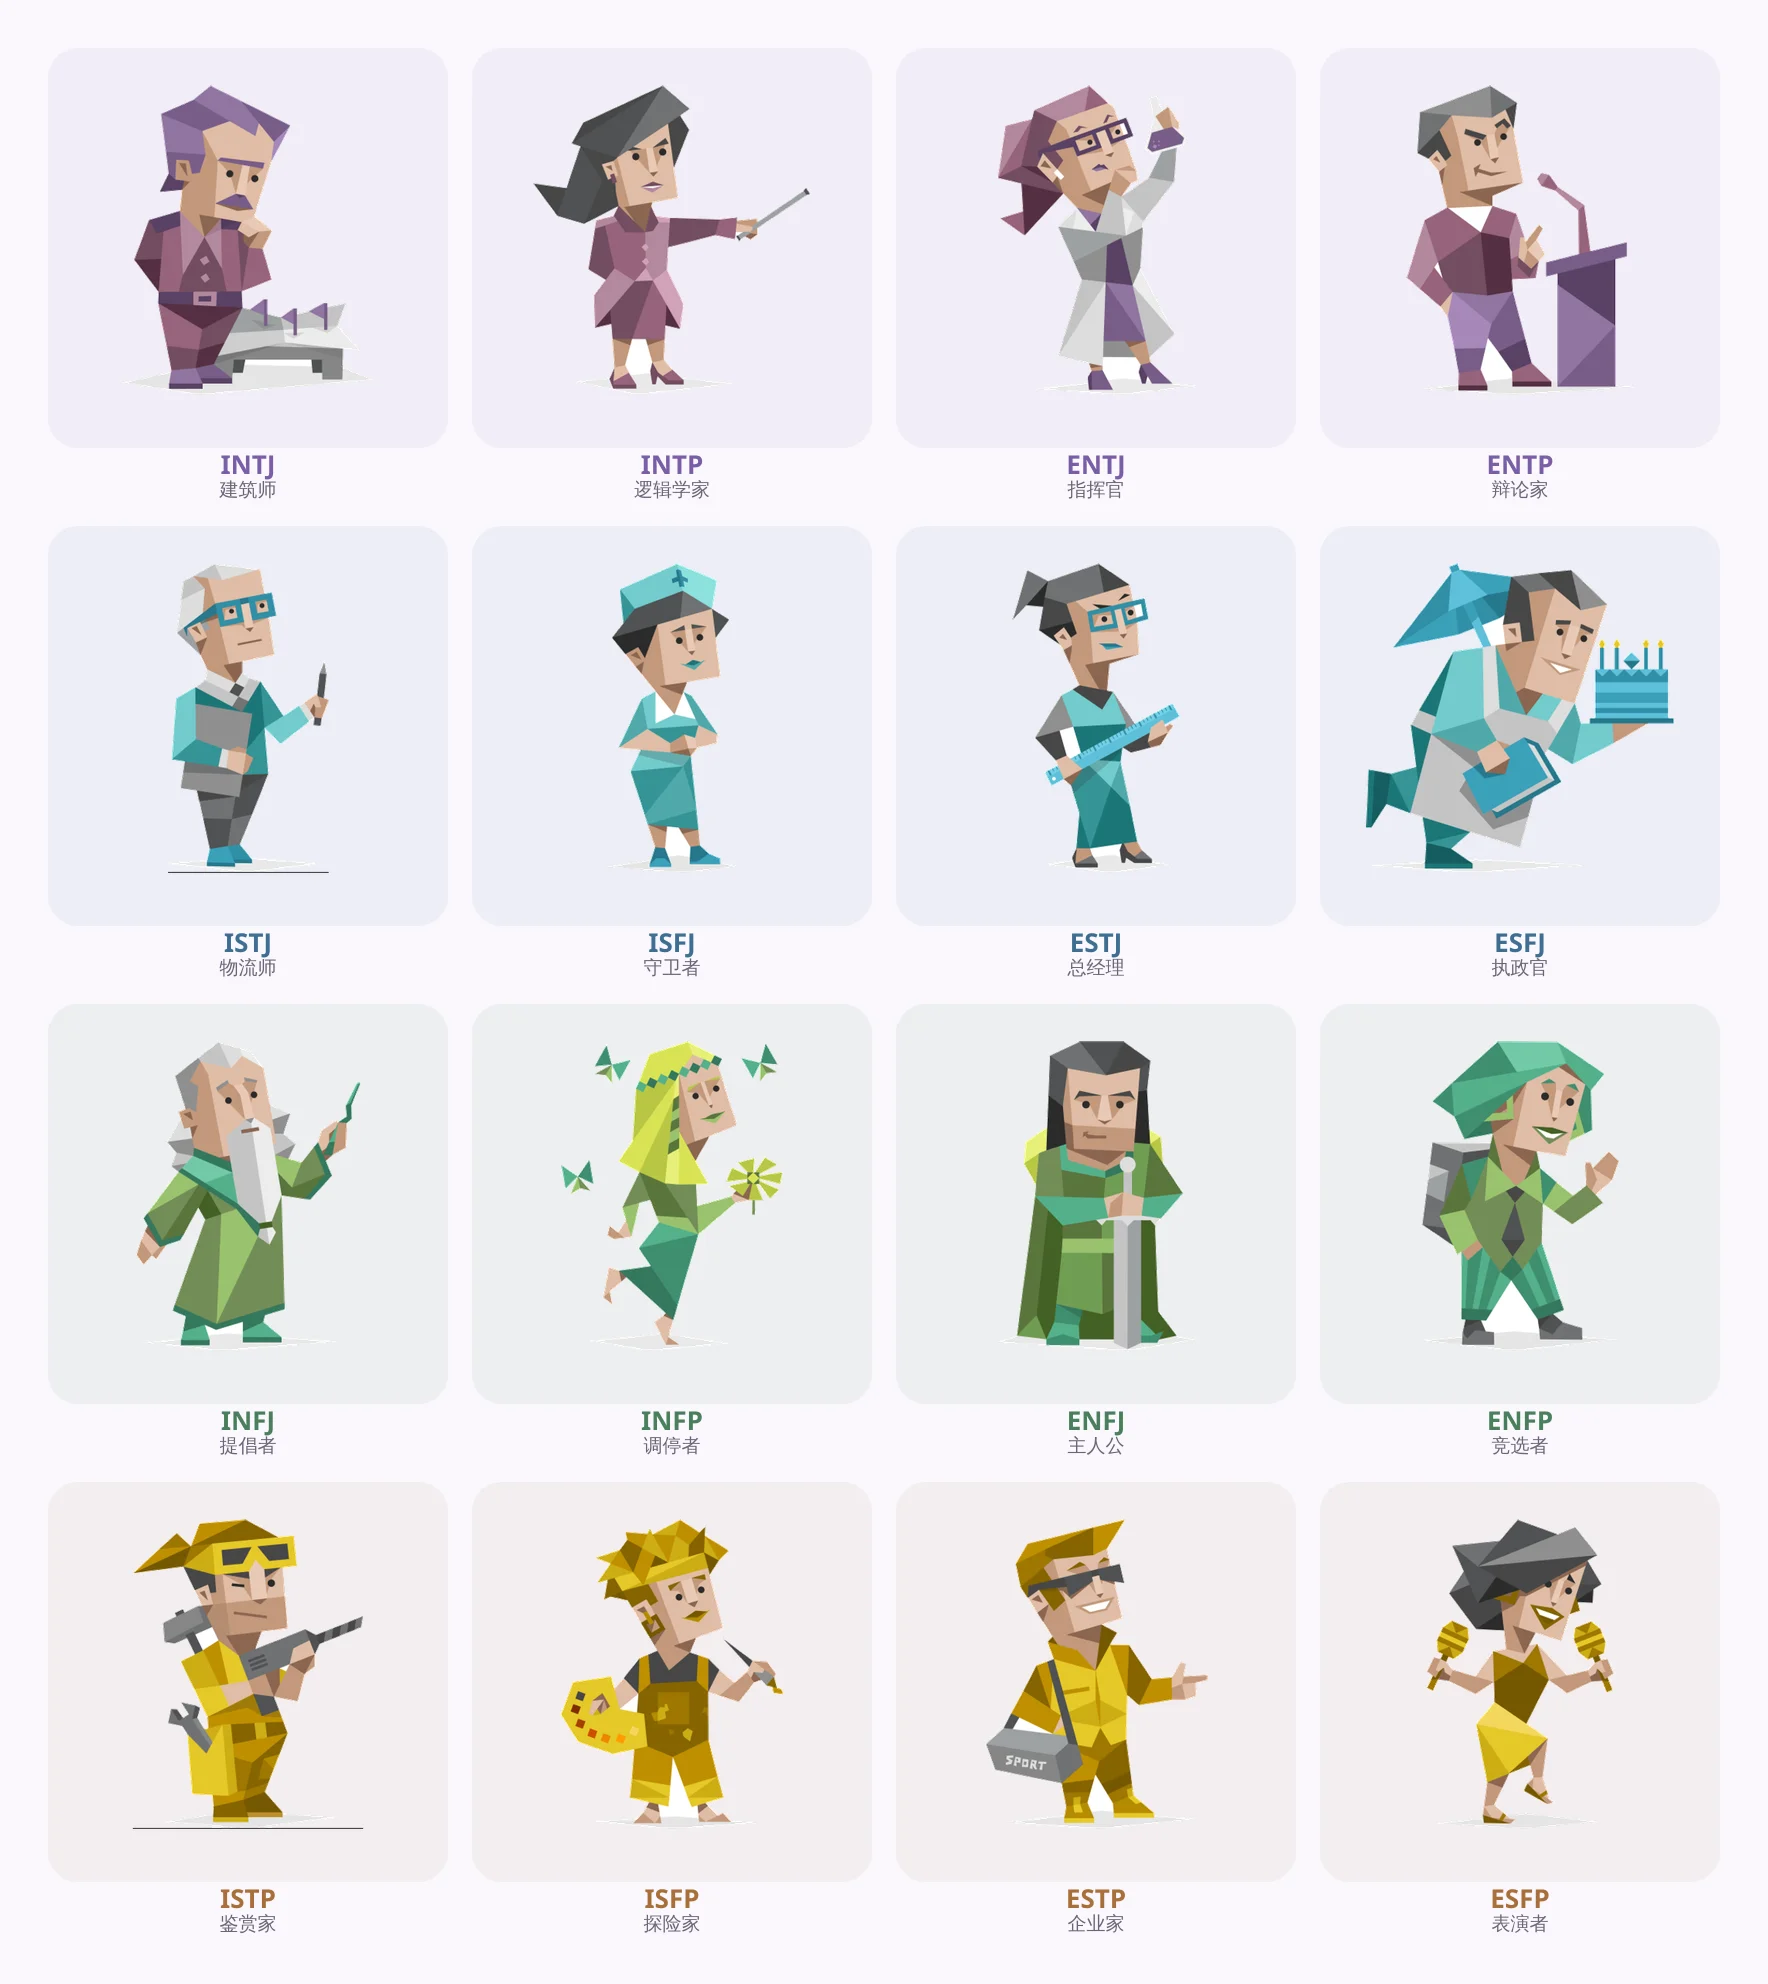 INTJ
建筑师
INTP
逻辑学家
ENTJ
指挥官
ENTP
辩论家
ISTJ
物流师
ISFJ
守卫者
ESTJ
总经理
ESFJ
执政官
INFJ
提倡者
INFP
调停者
ENFJ
主人公
ENFP
竞选者
SPORT
ISTP
鉴赏家
ISFP
探险家
ESTP
企业家
ESFP
表演者